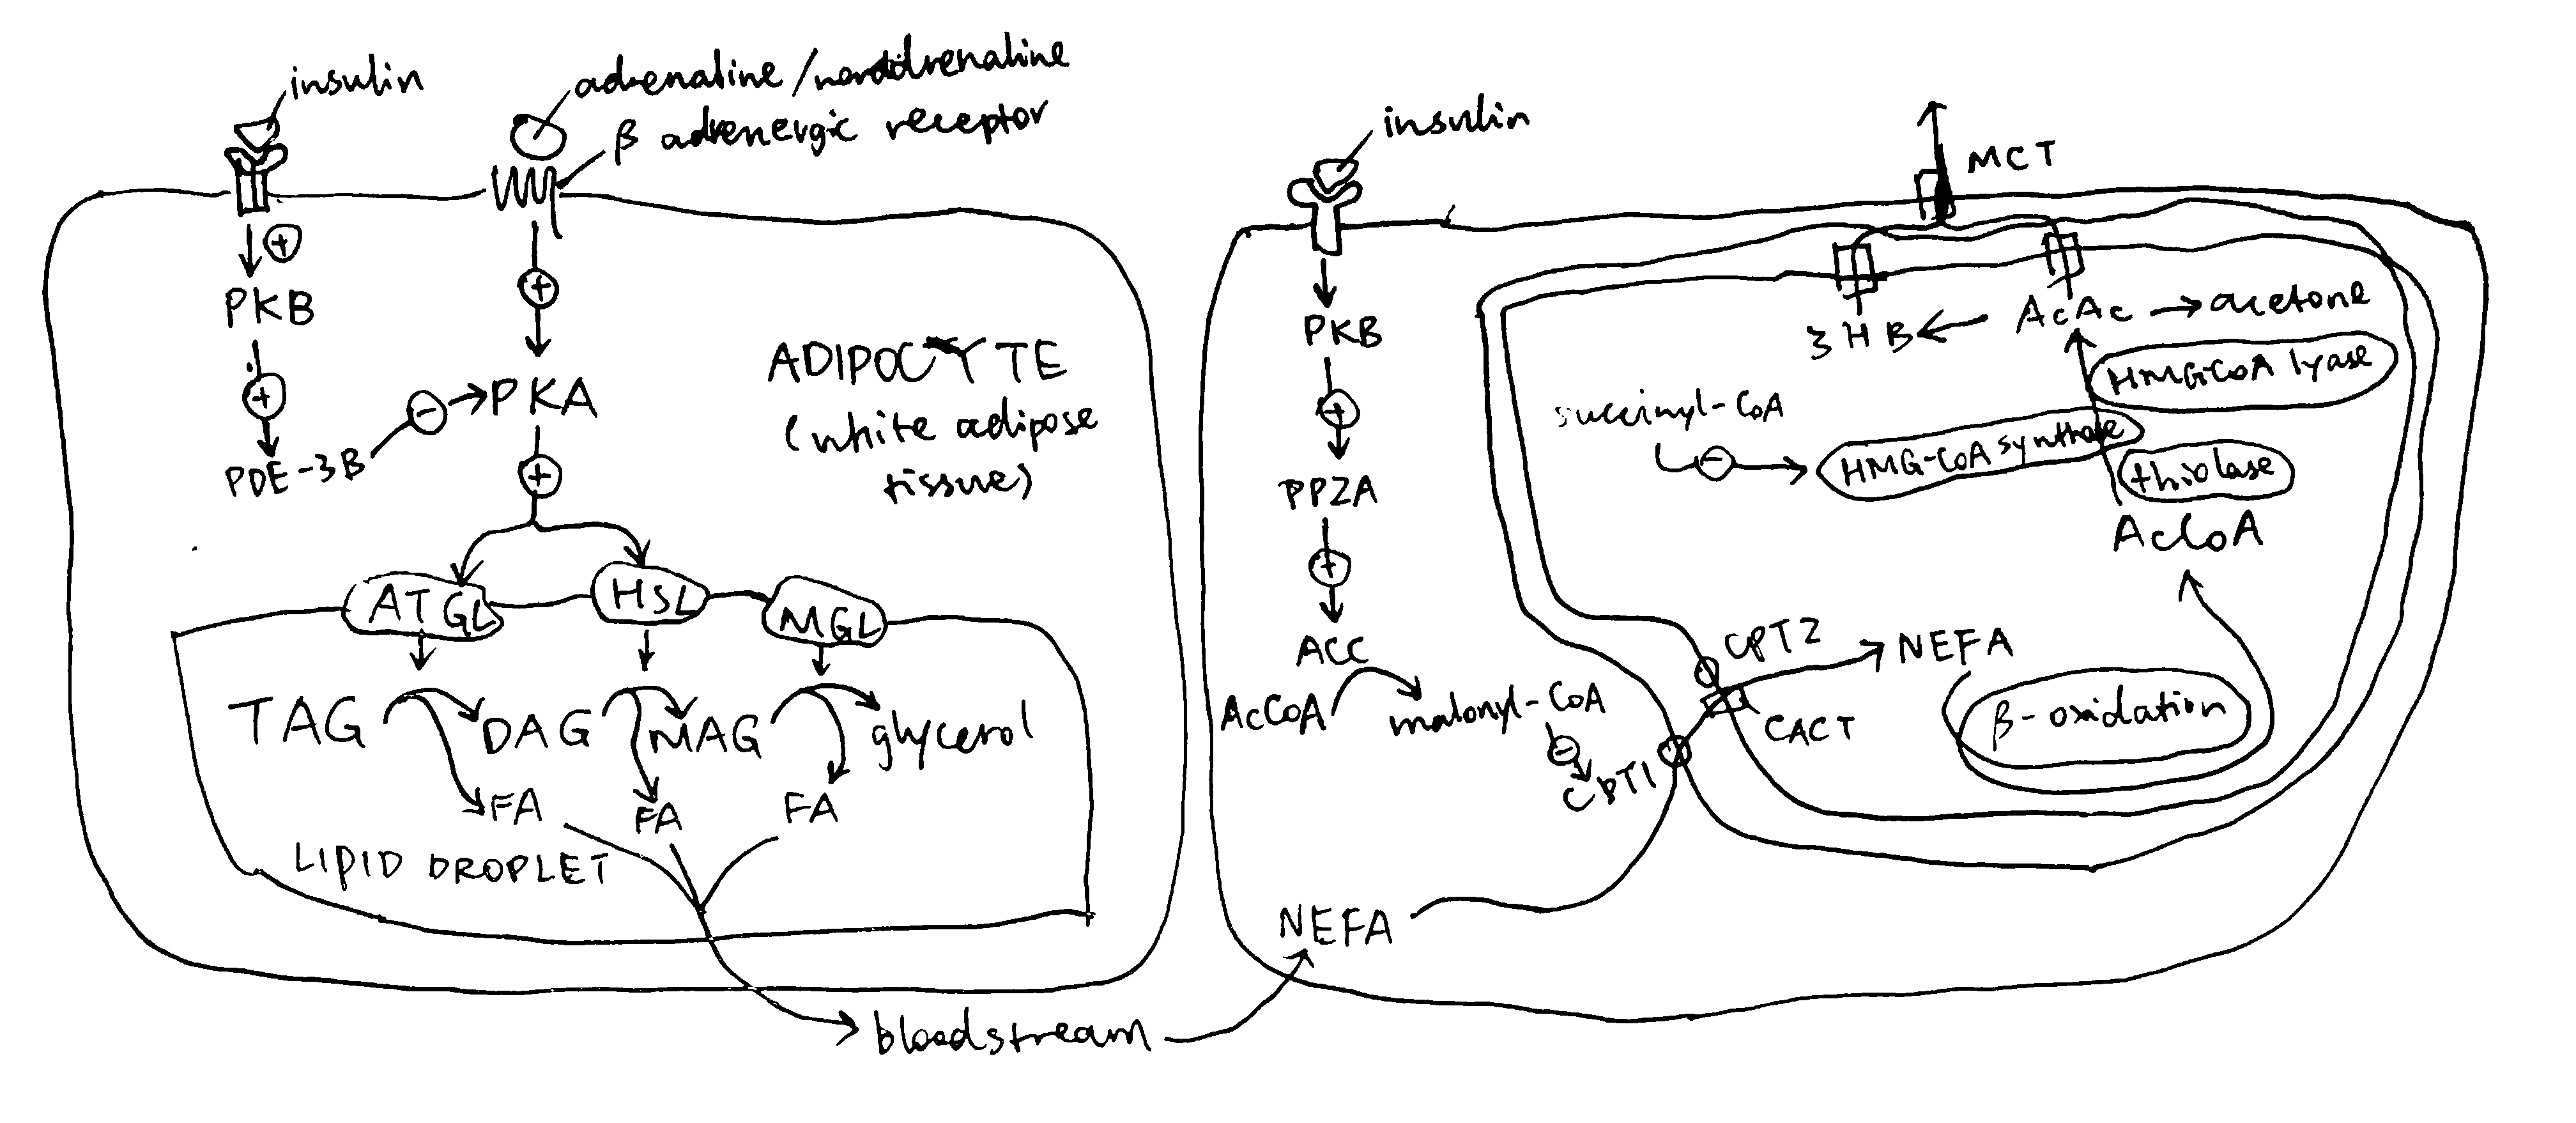 insulin
adrenaline/noradrenaline
β adrenergic receptor
+
+
PKB
+
PDE-3B
-
PKA
+
ADIPOCYTE
(white adipose
tissue)
ATGL
HSL
MGL
TAG
DAG
MAG
glycerol
FA
FA
FA
LIPID DROPLET
bloodstream
insulin
PKB
+
PP2A
+
ACC
AcCoA
malonyl-CoA
-
CPT1
NEFA
MCT
3HB
AcAc
acetone
HMGCoA lyase
succinyl-CoA
-
HMG-CoA synthase
thiolase
AcCoA
CPT2
NEFA
CACT
β-oxidation